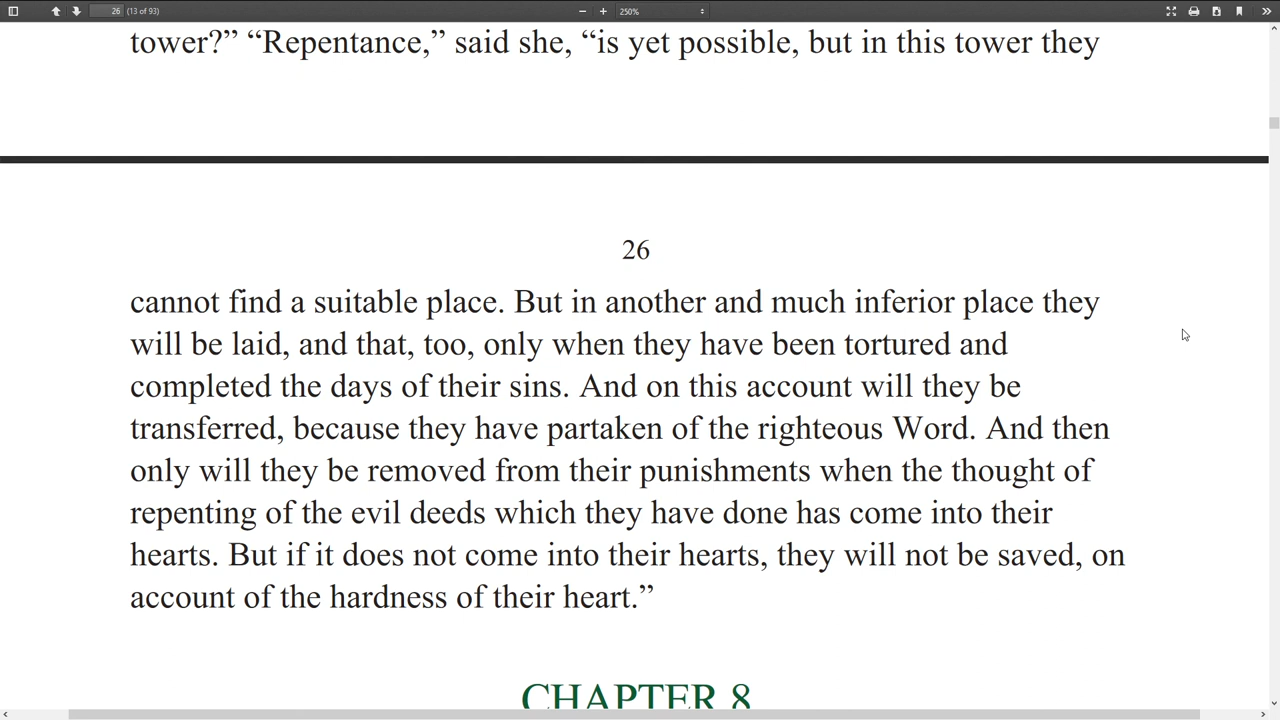 26 (13 of 93) 250%
tower?” “Repentance,” said she, “is yet possible, but in this tower they
26
cannot find a suitable place. But in another and much inferior place they
will be laid, and that, too, only when they have been tortured and
completed the days of their sins. And on this account will they be
transferred, because they have partaken of the righteous Word. And then
only will they be removed from their punishments when the thought of
repenting of the evil deeds which they have done has come into their
hearts. But if it does not come into their hearts, they will not be saved, on
account of the hardness of their heart.”
CHAPTER 8